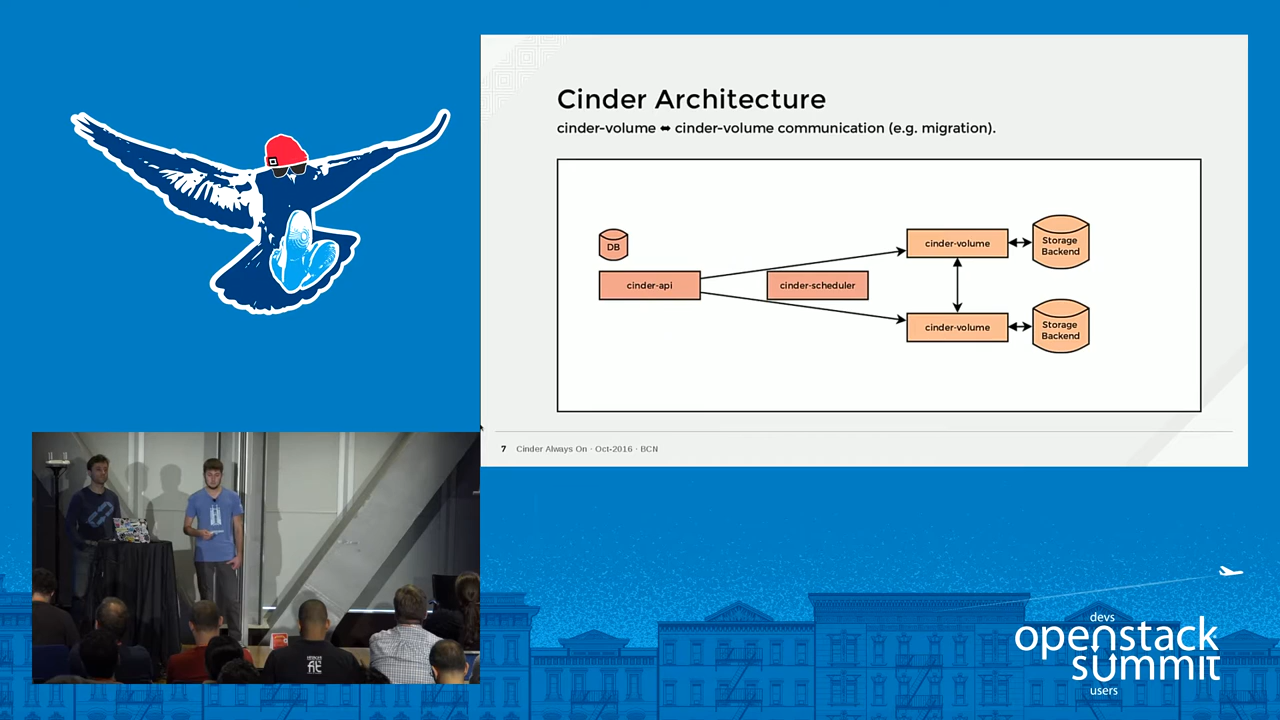 Cinder Architecture
cinder-volume ⬌ cinder-volume communication (e.g. migration).
DB
cinder-api
cinder-scheduler
cinder-volume
Storage
Backend
cinder-volume
Storage
Backend
7 Cinder Always On · Oct-2016 · BCN
devs
openstack
summit
users